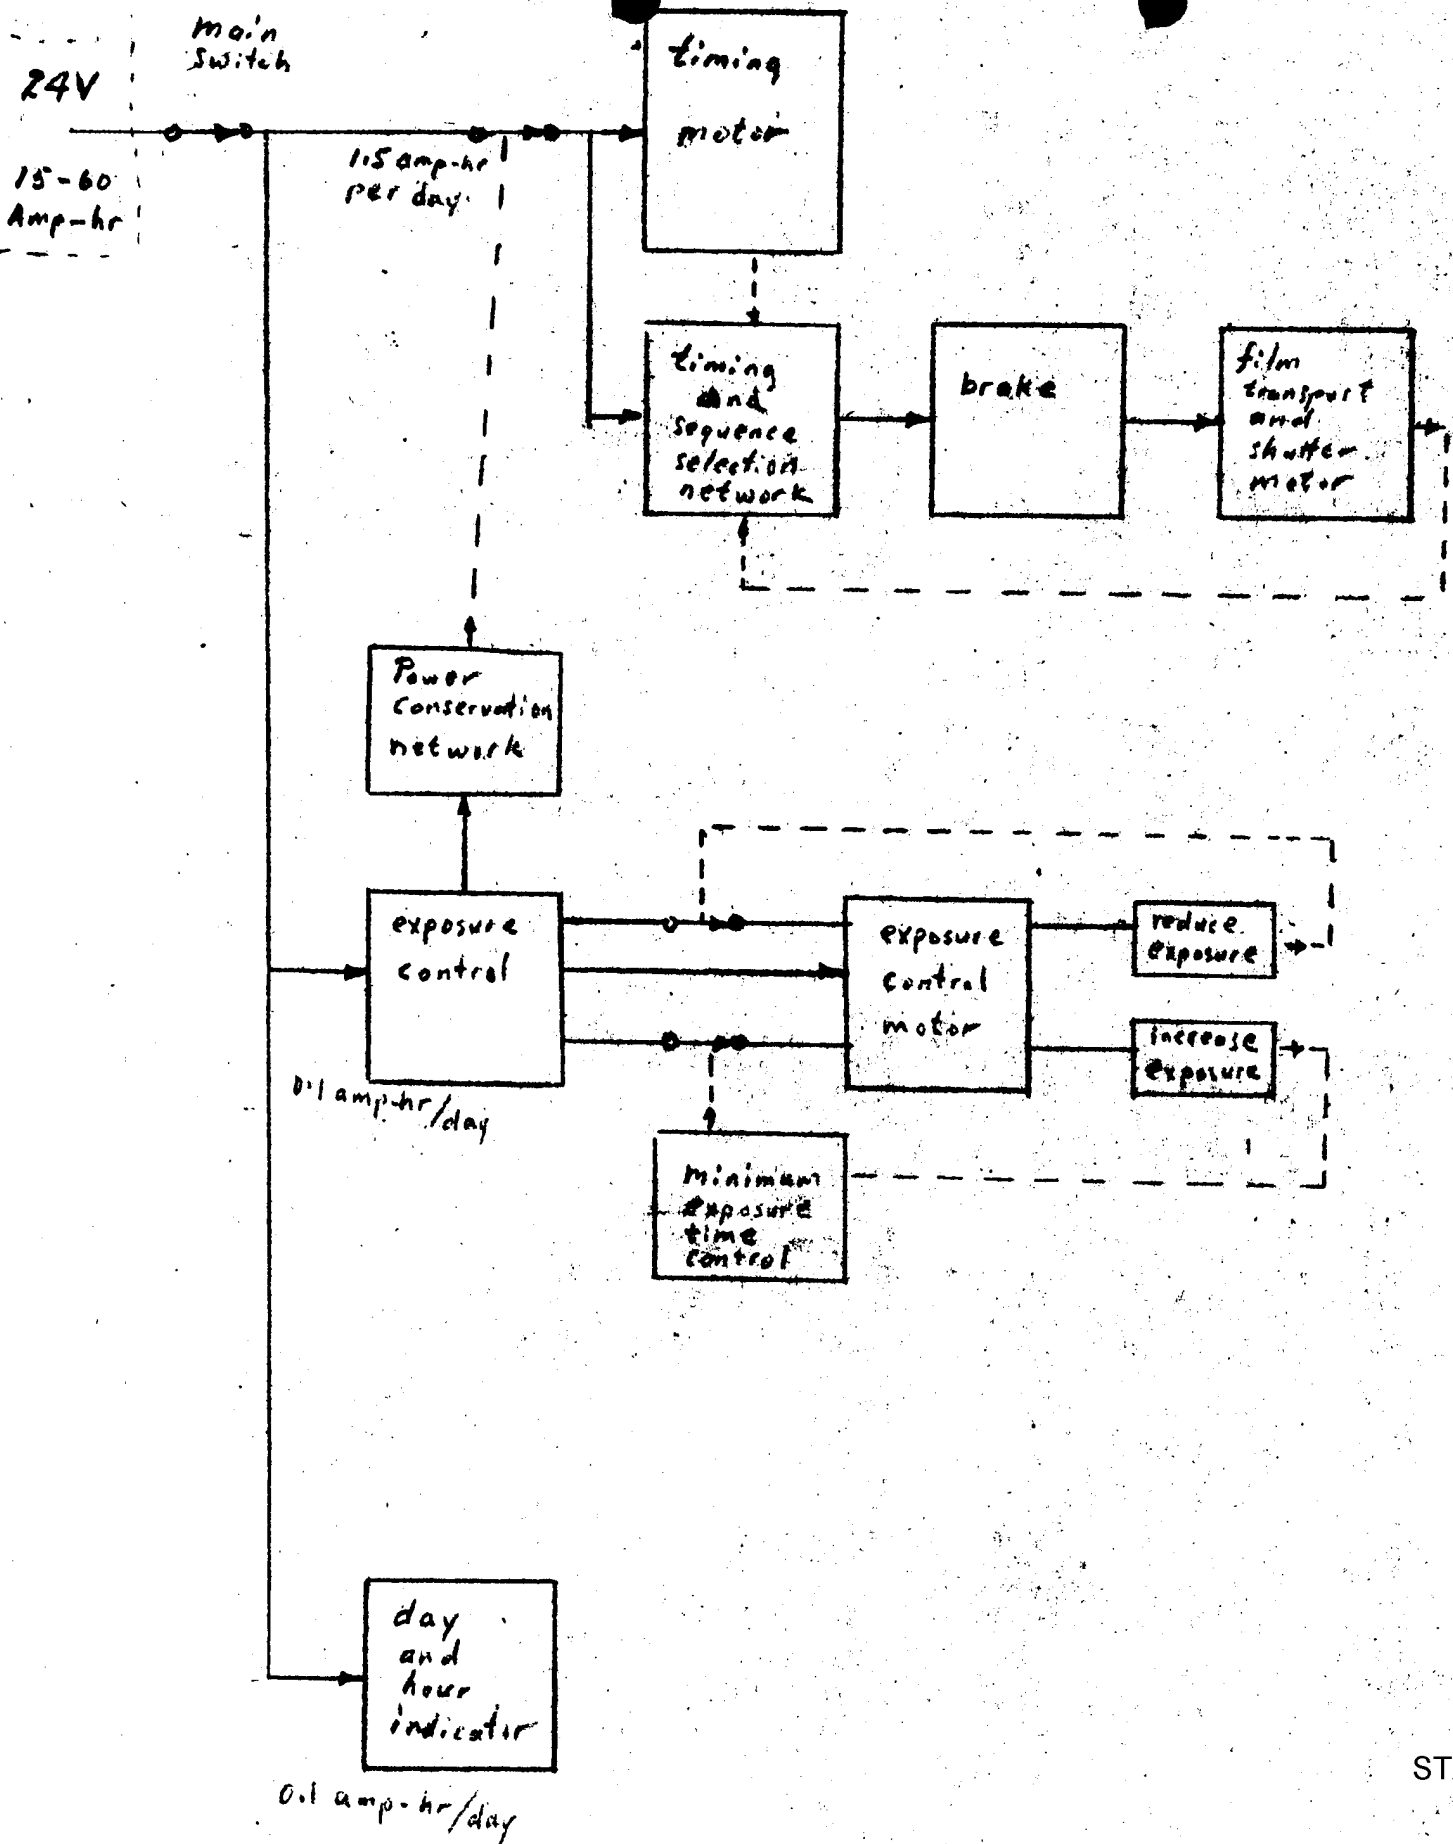 main
switch
24V
15-60
Amp-hr
1.5 amp-hr
per day
timing
motor
timing
and
sequence
selection
network
brake
film
transport
and
shutter
motor
Power
conservation
network
exposure
control
0.1 amp-hr/day
exposure
control
motor
reduce
exposure
increase
exposure
Minimum
exposure
time
control
day
and
hour
indicator
0.1 amp-hr/day
ST